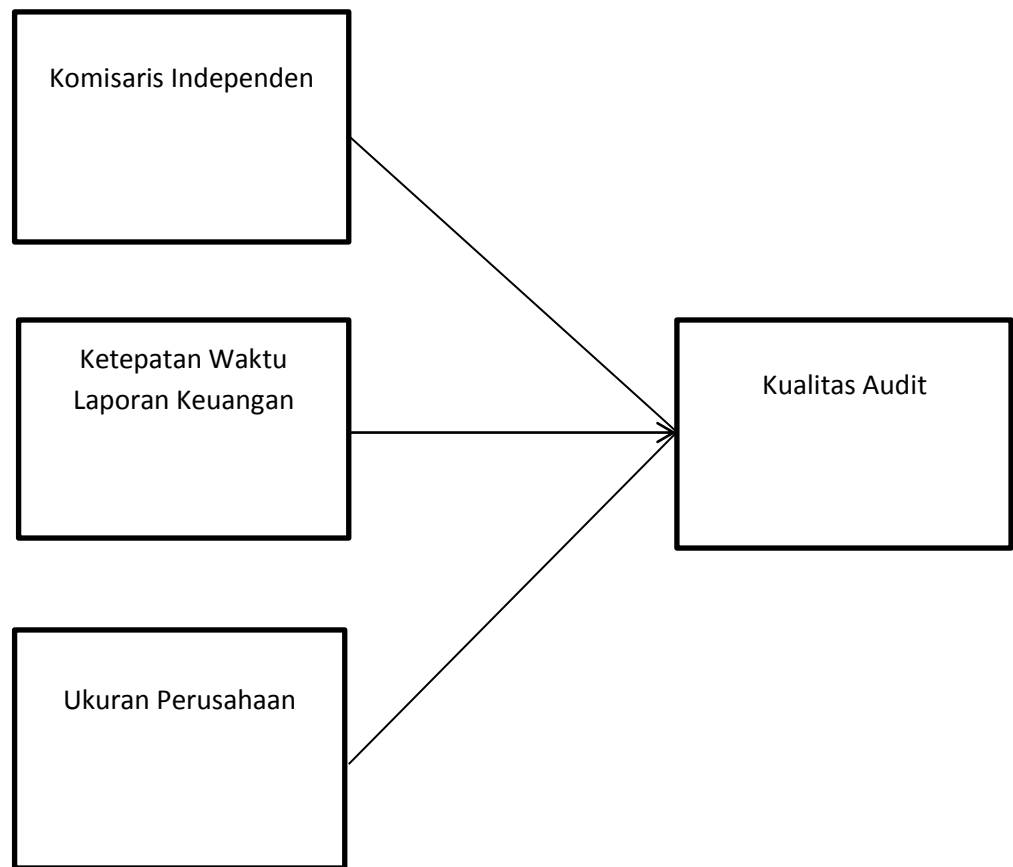 Komisaris Independen
Ketepatan Waktu
Laporan Keuangan
Kualitas Audit
Ukuran Perusahaan